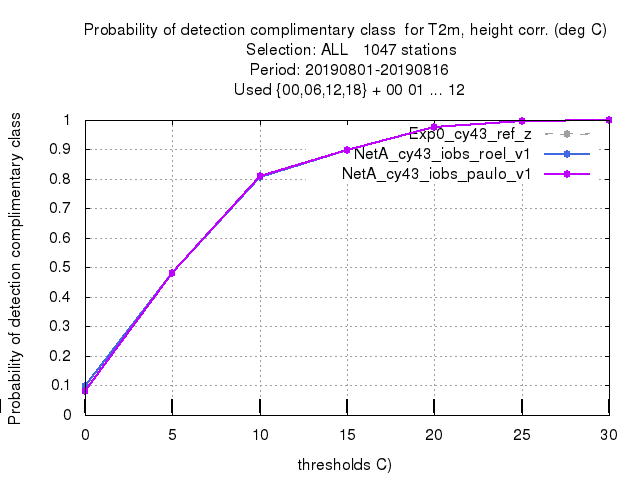 Probability of detection complimentary class  for T2m, height corr. (deg C)
Selection: ALL   1047 stations
Period: 20190801-20190816
Used {00,06,12,18} + 00 01 ... 12
Probability of detection complimentary class
1
0.9
0.8
0.7
0.6
0.5
0.4
0.3
0.2
0.1
0
Exp0_cy43_ref_z
NetA_cy43_iobs_roel_v1
NetA_cy43_iobs_paulo_v1
0 5 10 15 20 25 30
thresholds C)